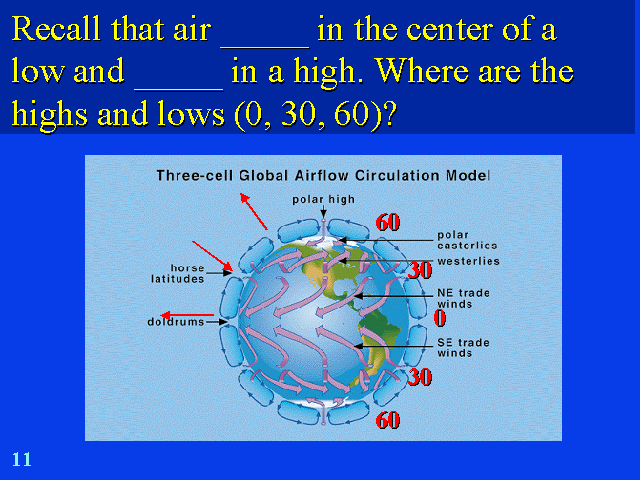 Recall that air _____ in the center of a
low and _____ in a high. Where are the
highs and lows (0, 30, 60)?
Three-cell Global Airflow Circulation Model
polar high
60
polar
easterlies
westerlies
30
horse
latitudes
NE trade
winds
0
doldrums
SE trade
winds
30
60
11